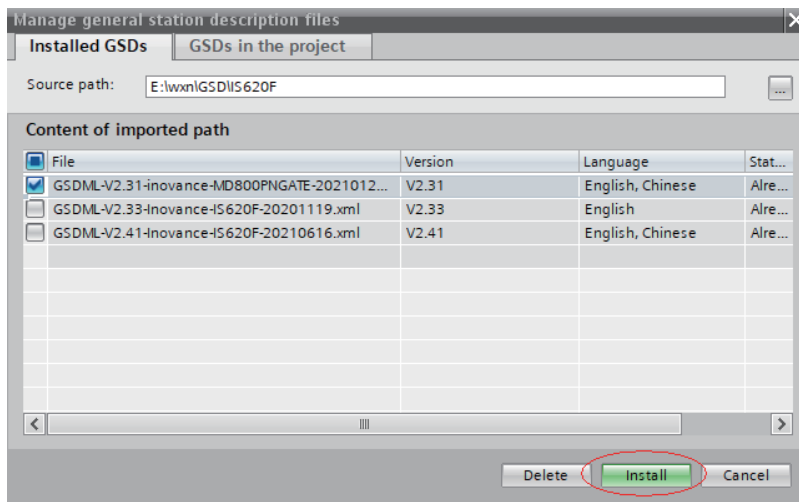 Manage general station description files
Installed GSDs GSDs in the project
Source path: E:\wxn\GSD\IS620F ...
Content of imported path
File Version Language Stat...
GSDML-V2.31-inovance-MD800PNGATE-2021012... V2.31 English, Chinese Alre...
GSDML-V2.33-Inovance-IS620F-20201119.xml V2.33 English Alre...
GSDML-V2.41-Inovance-IS620F-20210616.xml V2.41 English, Chinese Alre...
Delete Install Cancel